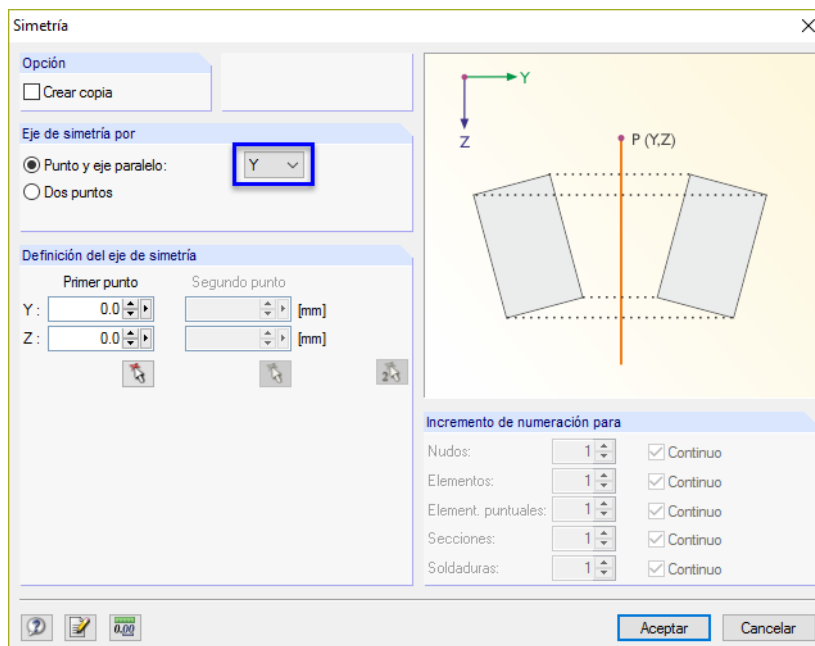 Simetría
Opción
Crear copia
Eje de simetría por
Punto y eje paralelo:
Y
Dos puntos
Definición del eje de simetría
Primer punto
Segundo punto
Y :
0.0
[mm]
Z :
0.0
[mm]
2
Y
Z
P (Y,Z)
Incremento de numeración para
Nudos:
1
Continuo
Elementos:
1
Continuo
Element. puntuales:
1
Continuo
Secciones:
1
Continuo
Soldaduras:
1
Continuo
0.00
Aceptar
Cancelar